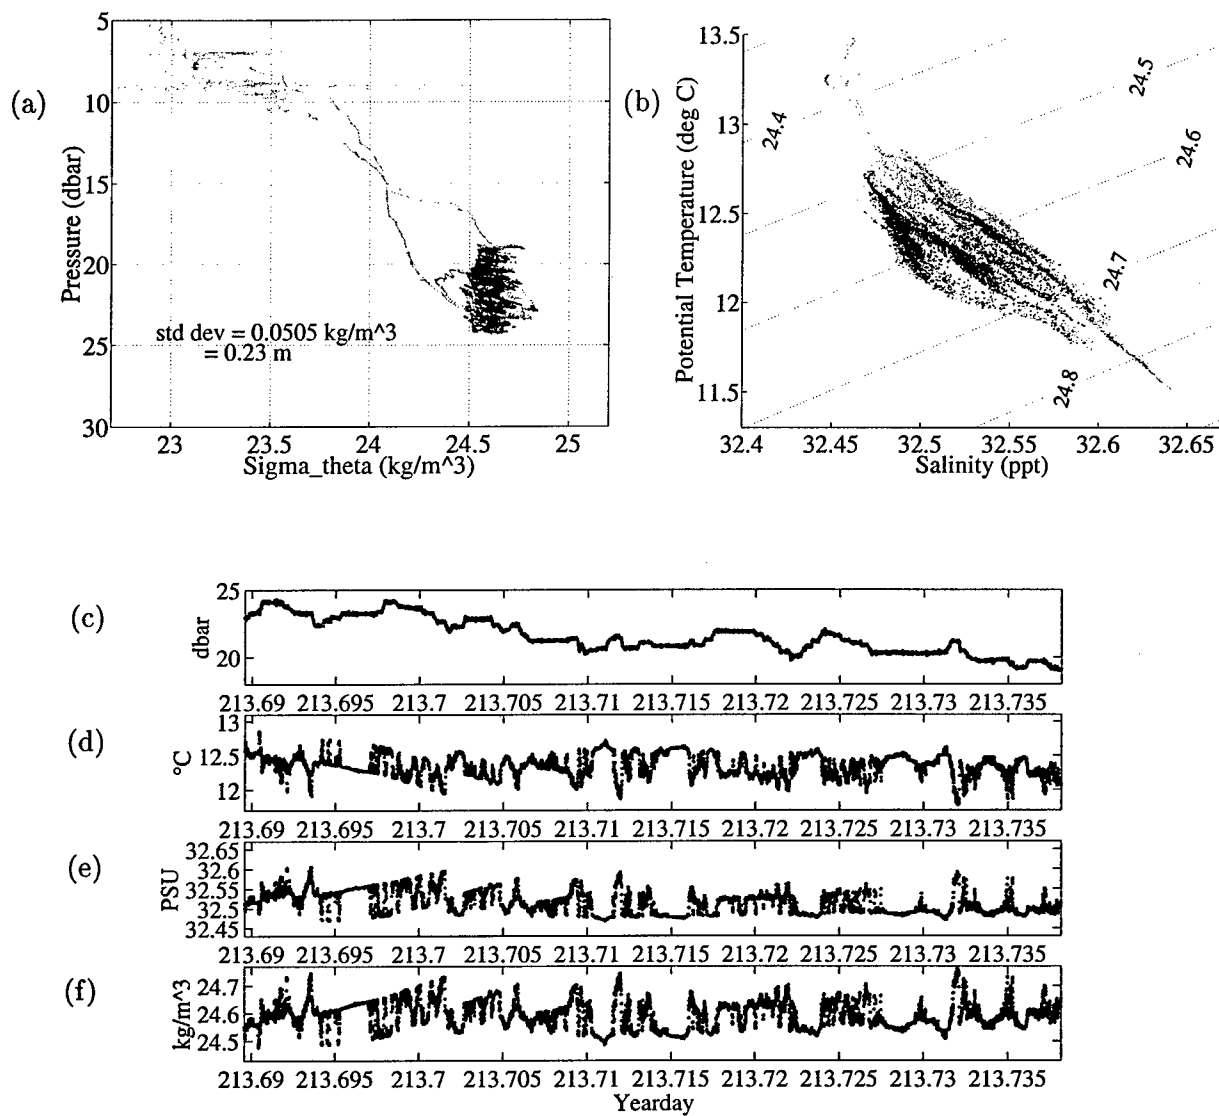 (a)
5
10
15
20
25
30
Pressure (dbar)
std dev = 0.0505 kg/m^3
= 0.23 m
23 23.5 24 24.5 25
Sigma_theta (kg/m^3)
(b)
13.5
13
12.5
12
11.5
Potential Temperature (deg C)
24.4
24.5
24.6
24.7
24.8
32.4 32.45 32.5 32.55 32.6 32.65
Salinity (ppt)
(c)
25
20
dbar
213.69 213.695 213.7 213.705 213.71 213.715 213.72 213.725 213.73 213.735
(d)
13
12.5
12
°C
213.69 213.695 213.7 213.705 213.71 213.715 213.72 213.725 213.73 213.735
(e)
32.65
32.6
32.55
32.5
32.45
PSU
213.69 213.695 213.7 213.705 213.71 213.715 213.72 213.725 213.73 213.735
(f)
24.7
24.6
24.5
kg/m^3
213.69 213.695 213.7 213.705 213.71 213.715 213.72 213.725 213.73 213.735
Yearday